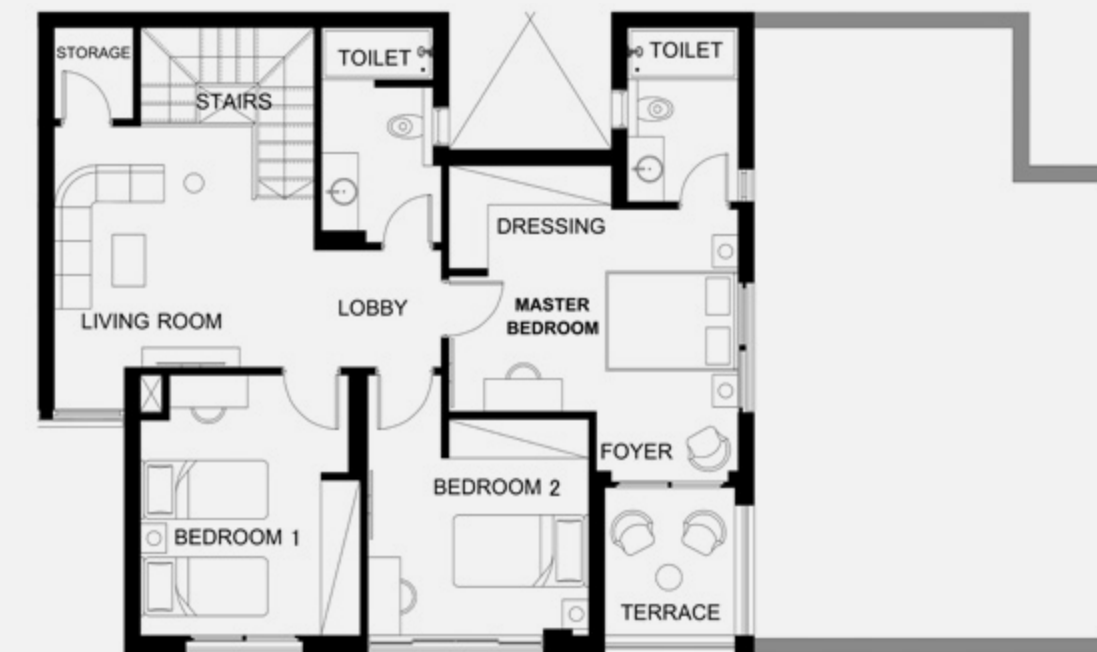 STORAGE
TOILET
TOILET
STAIRS
DRESSING
LIVING ROOM
LOBBY
MASTER
BEDROOM
FOYER
BEDROOM 2
BEDROOM 1
TERRACE